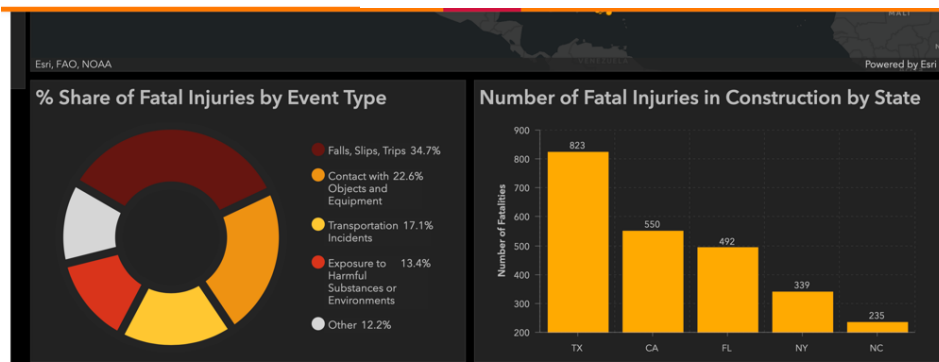 MALI
VENEZUELA
Esri, FAO, NOAA
Powered by Esri
% Share of Fatal Injuries by Event Type
Falls, Slips, Trips 34.7%
Contact with 22.6%
Objects and
Equipment
Transportation 17.1%
Incidents
Exposure to 13.4%
Harmful
Substances or
Environments
Other 12.2%
Number of Fatal Injuries in Construction by State
Number of Fatalities
900
800
700
600
500
400
300
200
823
550
492
339
235
TX
CA
FL
NY
NC